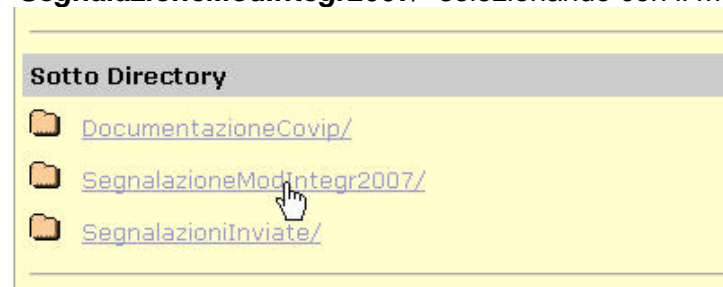 Sotto Directory
DocumentazioneCovip/
SegnalazioneModIntegr2007/
SegnalazioniInviate/